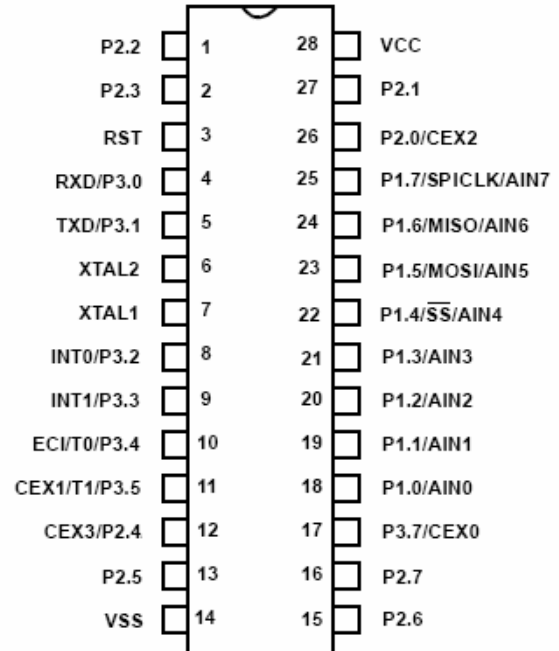 P2.2 1 28 VCC
P2.3 2 27 P2.1
RST 3 26 P2.0/CEX2
RXD/P3.0 4 25 P1.7/SPICLK/AIN7
TXD/P3.1 5 24 P1.6/MISO/AIN6
XTAL2 6 23 P1.5/MOSI/AIN5
XTAL1 7 22 P1.4/S̅S̅/AIN4
INT0/P3.2 8 21 P1.3/AIN3
INT1/P3.3 9 20 P1.2/AIN2
ECI/T0/P3.4 10 19 P1.1/AIN1
CEX1/T1/P3.5 11 18 P1.0/AIN0
CEX3/P2.4 12 17 P3.7/CEX0
P2.5 13 16 P2.7
VSS 14 15 P2.6